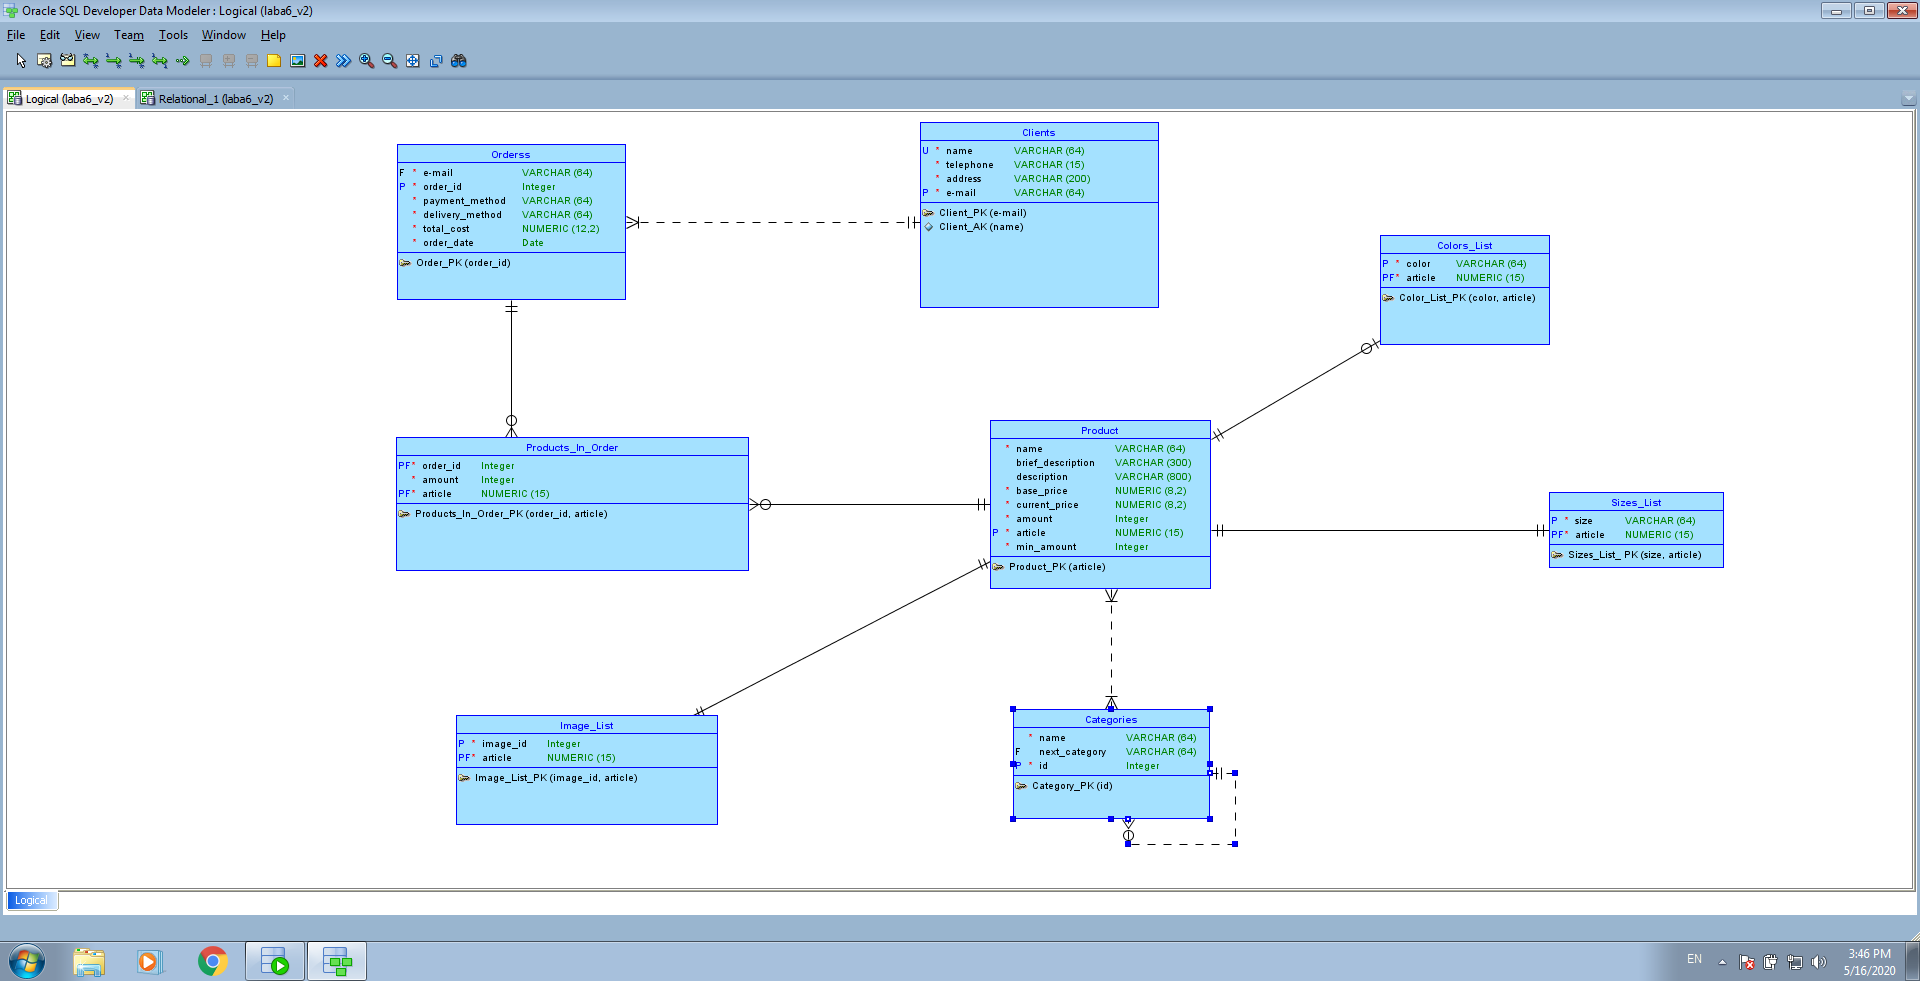 Oracle SQL Developer Data Modeler : Logical (laba6_v2)
File Edit View Team Tools Window Help
Logical (laba6_v2) × Relational_1 (laba6_v2) ×
Orderss
F * e-mail VARCHAR (64)
P * order_id Integer
* payment_method VARCHAR (64)
* delivery_method VARCHAR (64)
* total_cost NUMERIC (12,2)
* order_date Date
Order_PK (order_id)
Clients
U * name VARCHAR (64)
* telephone VARCHAR (15)
* address VARCHAR (200)
P * e-mail VARCHAR (64)
Client_PK (e-mail)
Client_AK (name)
Colors_List
P * color VARCHAR (64)
PF* article NUMERIC (15)
Color_List_PK (color, article)
Products_In_Order
PF* order_id Integer
* amount Integer
PF* article NUMERIC (15)
Products_In_Order_PK (order_id, article)
Product
* name VARCHAR (64)
brief_description VARCHAR (300)
description VARCHAR (800)
* base_price NUMERIC (8,2)
* current_price NUMERIC (8,2)
* amount Integer
P * article NUMERIC (15)
* min_amount Integer
Product_PK (article)
Sizes_List
P * size VARCHAR (64)
PF* article NUMERIC (15)
Sizes_List_ PK (size, article)
Image_List
P * image_id Integer
PF* article NUMERIC (15)
Image_List_PK (image_id, article)
Categories
* name VARCHAR (64)
F next_category VARCHAR (64)
P * id Integer
Category_PK (id)
Logical
EN
3:46 PM
5/16/2020